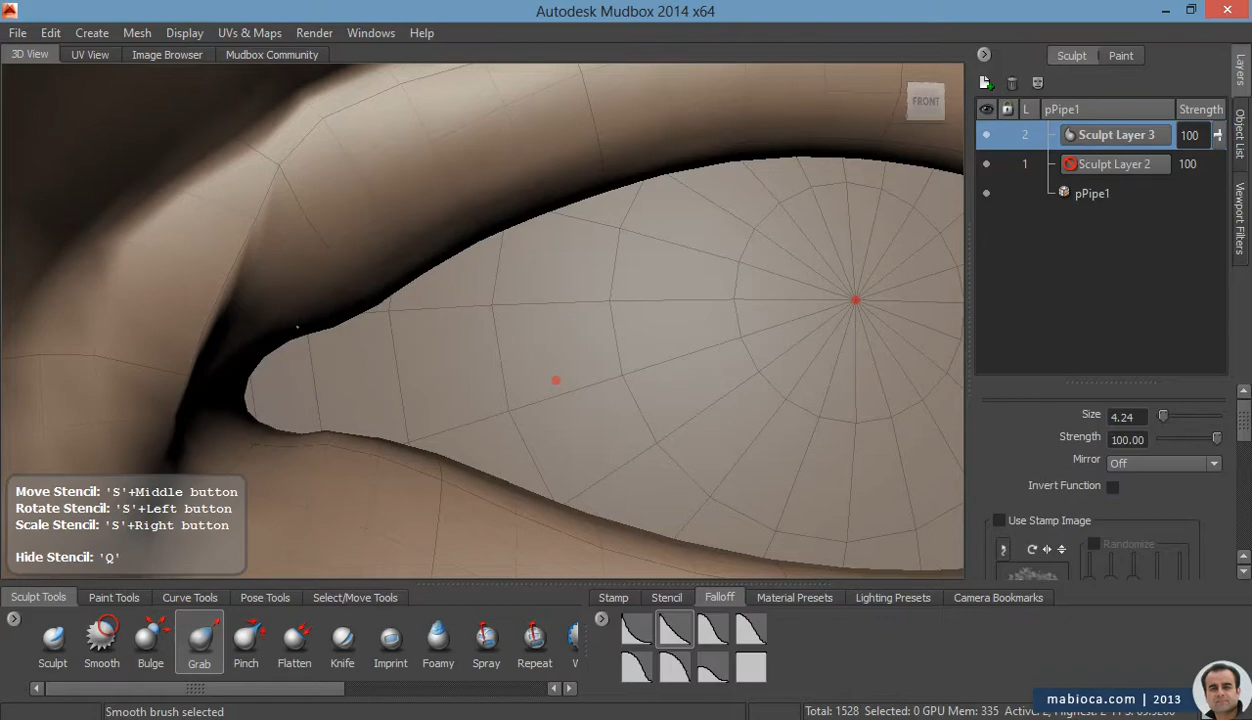 Autodesk Mudbox 2014 x64
File Edit Create Mesh Display UVs & Maps Render Windows Help
3D View UV View Image Browser Mudbox Community
FRONT
Sculpt Paint
Layers
Object List
Viewport Filters
L pPipe1 Strength
2 Sculpt Layer 3 100
1 Sculpt Layer 2 100
pPipe1
Size 4.24
Strength 100.00
Mirror Off
Invert Function
Use Stamp Image
Randomize
Move Stencil: 'S'+Middle button
Rotate Stencil: 'S'+Left button
Scale Stencil: 'S'+Right button
Hide Stencil: 'Q'
Sculpt Tools Paint Tools Curve Tools Pose Tools Select/Move Tools
Stamp Stencil Falloff Material Presets Lighting Presets Camera Bookmarks
Sculpt Smooth Bulge Grab Pinch Flatten Knife Imprint Foamy Spray Repeat W
mabioca.com | 2013
Smooth brush selected
Total: 1528 Selected: 0 GPU Mem: 335